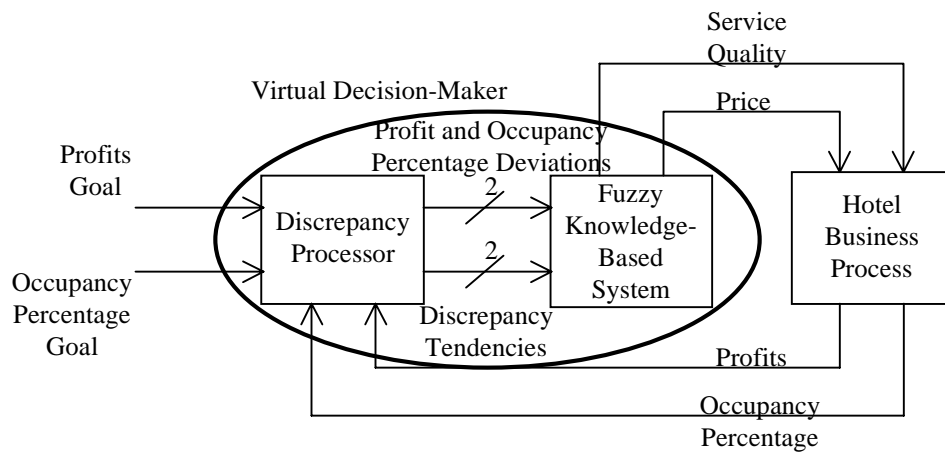 Service
Quality
Virtual Decision-Maker
Price
Profit and Occupancy
Percentage Deviations
Profits
Goal
2
Discrepancy
Processor
Fuzzy
Knowledge-
Based
System
Hotel
Business
Process
2
Occupancy
Percentage
Goal
Discrepancy
Tendencies
Profits
Occupancy
Percentage